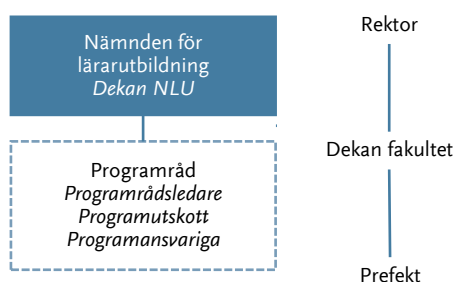 Nämnden för
lärarutbildning
Dekan NLU
Programråd
Programrådsledare
Programutskott
Programansvariga
Rektor
Dekan fakultet
Prefekt